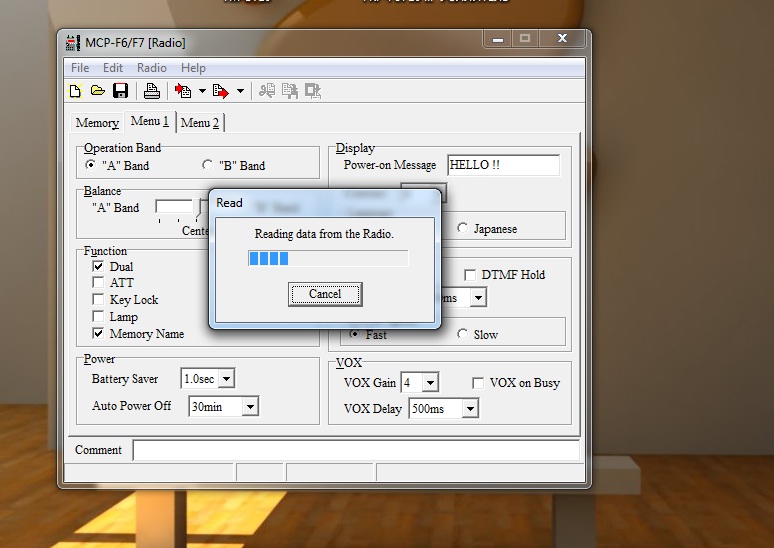 MCP-F6/F7 [Radio]
File Edit Radio Help
Memory Menu 1 Menu 2
Operation Band
"A" Band "B" Band
Balance
"A" Band
Cente
Function
Dual
ATT
Key Lock
Lamp
Memory Name
Power
Battery Saver 1.0sec
Auto Power Off 30min
Display
Power-on Message HELLO !!
Japanese
DTMF Hold
ms
Fast Slow
VOX
VOX Gain 4 VOX on Busy
VOX Delay 500ms
Read
Reading data from the Radio.
Cancel
Comment